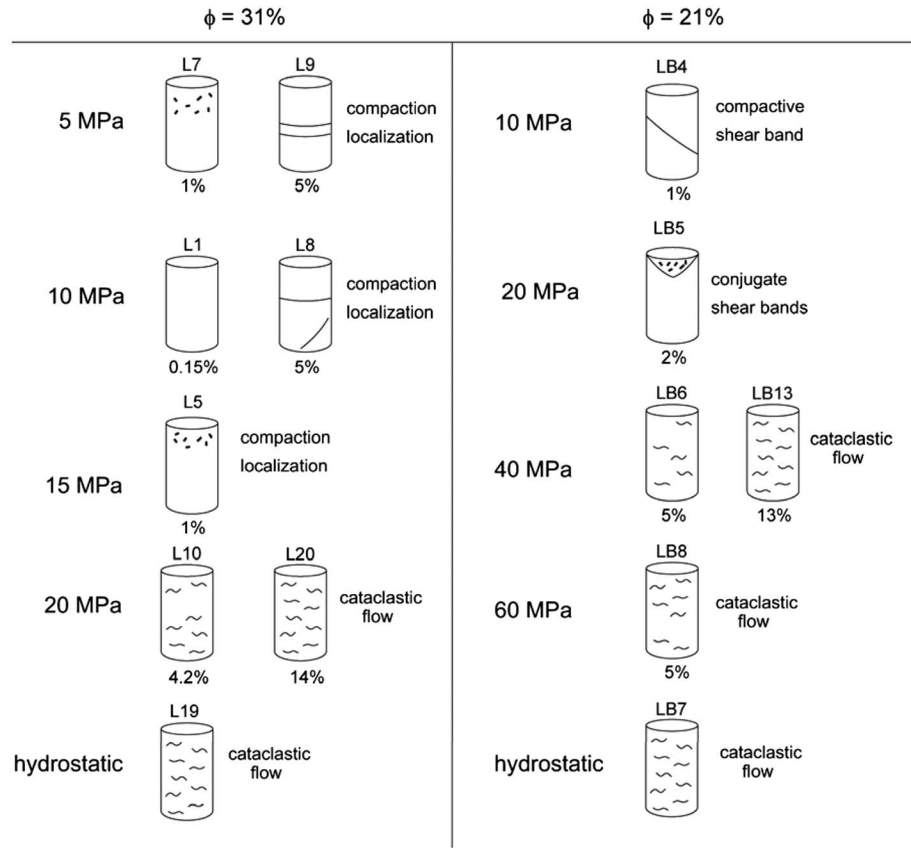 ϕ = 31%
ϕ = 21%
L7
L9
5 MPa
compaction
localization
1%
5%
L1
L8
10 MPa
compaction
localization
0.15%
5%
L5
15 MPa
compaction
localization
1%
L10
L20
20 MPa
cataclastic
flow
4.2%
14%
L19
hydrostatic
cataclastic
flow
LB4
10 MPa
compactive
shear band
1%
LB5
20 MPa
conjugate
shear bands
2%
LB6
LB13
40 MPa
cataclastic
flow
5%
13%
LB8
60 MPa
cataclastic
flow
5%
LB7
hydrostatic
cataclastic
flow